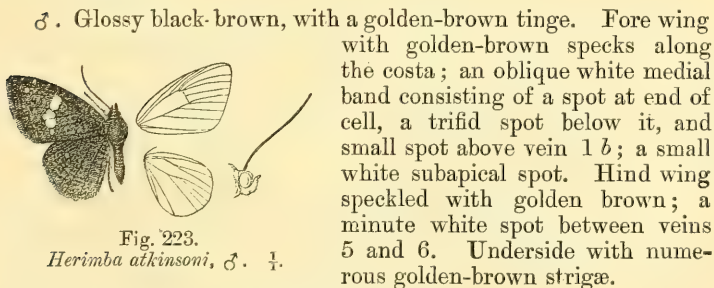 ♂. Glossy black-brown, with a golden-brown tinge. Fore wing
with golden-brown specks along
the costa; an oblique white medial
band consisting of a spot at end of
cell, a trifid spot below it, and
small spot above vein 1 b; a small
white subapical spot. Hind wing
speckled with golden brown; a
minute white spot between veins
5 and 6. Underside with nume-
rous golden-brown strigæ.
Fig. 223.
Herimba atkinsoni, ♂. 1/1.